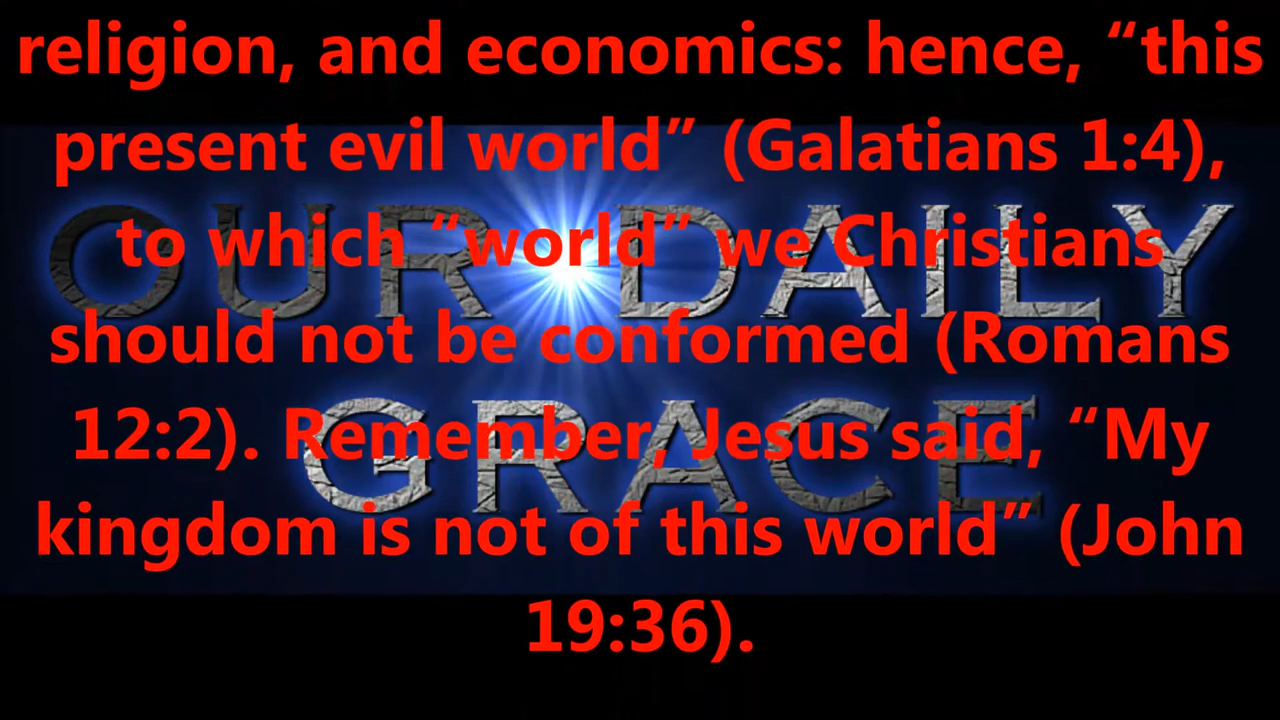 religion, and economics: hence, “this
present evil world” (Galatians 1:4),
to which “world” we Christians
should not be conformed (Romans
12:2). Remember, Jesus said, “My
kingdom is not of this world” (John
19:36).
OUR DAILY
GRACE